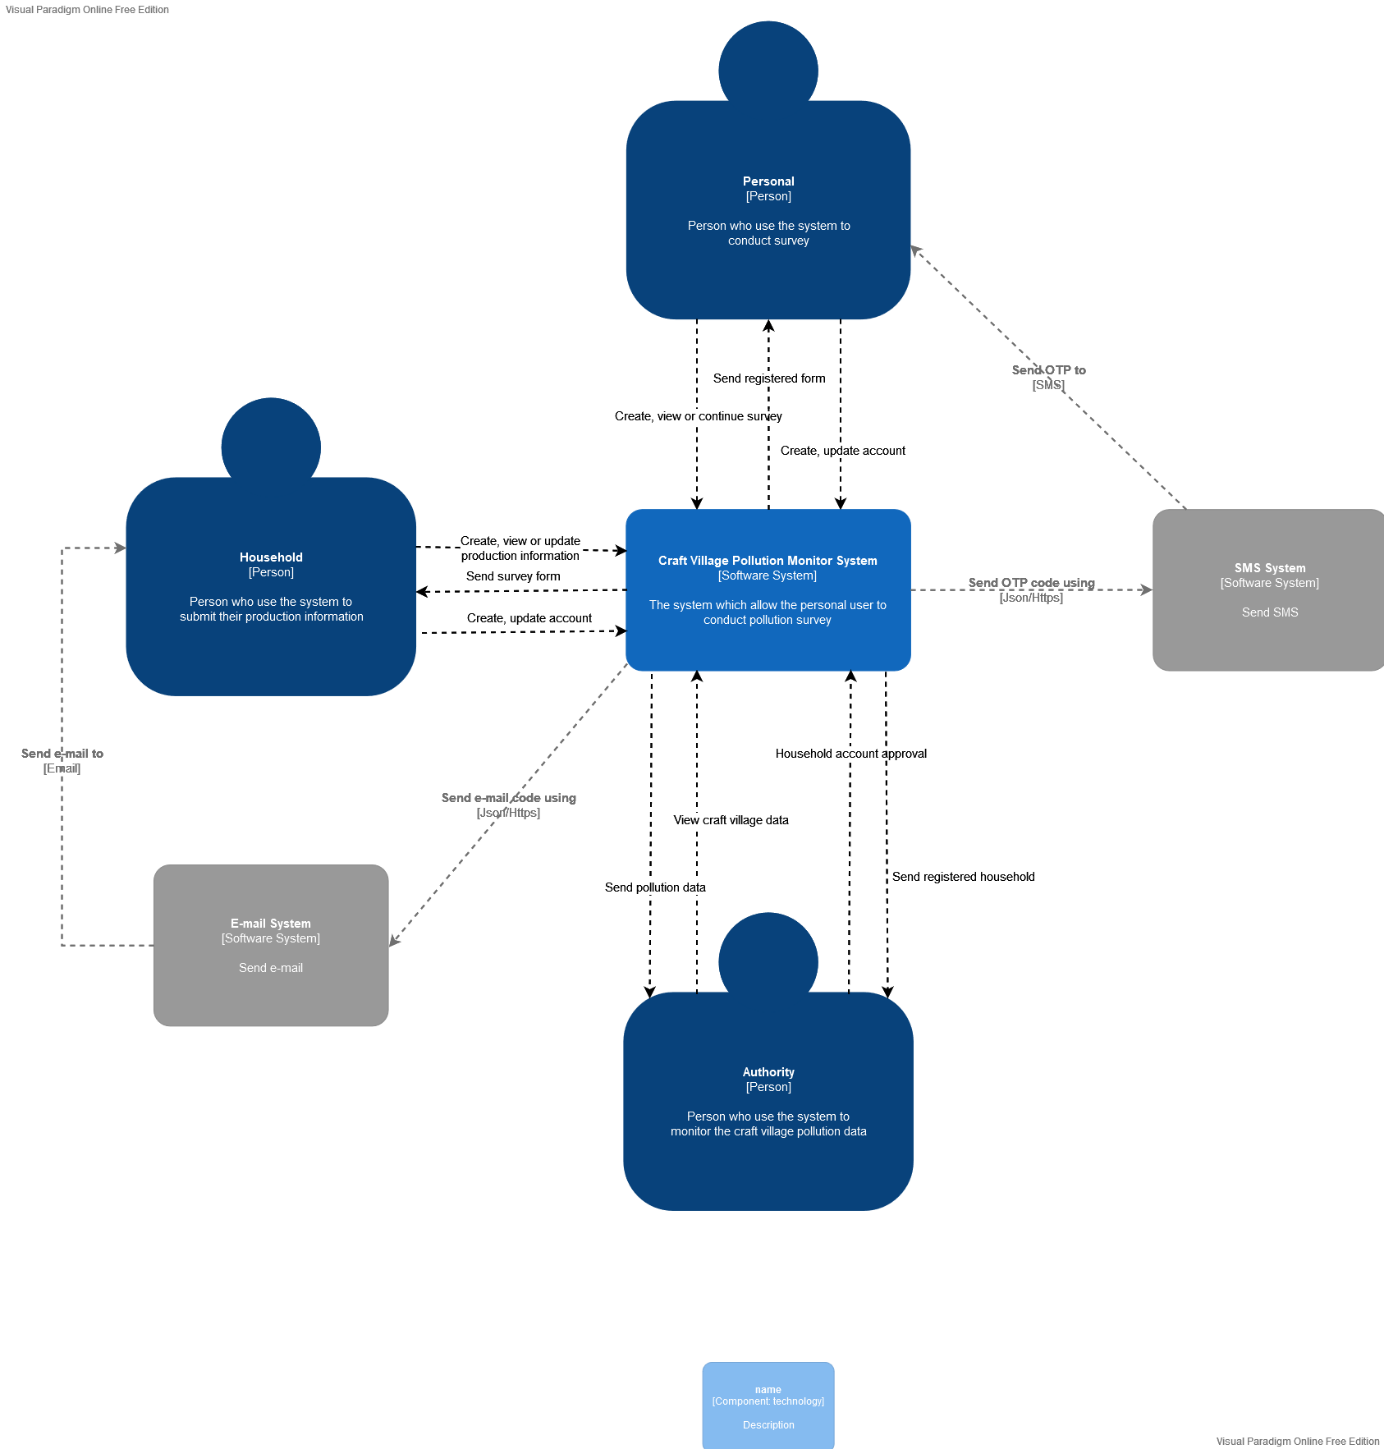 Visual Paradigm Online Free Edition
Personal
[Person]
Person who use the system to
conduct survey
Send OTP to
[SMS]
Send registered form
Create, view or continue survey
Create, update account
Household
[Person]
Person who use the system to
submit their production information
Create, view or update
production information
Send survey form
Create, update account
Craft Village Pollution Monitor System
[Software System]
The system which allow the personal user to
conduct pollution survey
Send OTP code using
[Json/Https]
SMS System
[Software System]
Send SMS
Send e-mail to
[Email]
Send e-mail code using
[Json/Https]
Household account approval
View craft village data
Send pollution data
Send registered household
E-mail System
[Software System]
Send e-mail
Authority
[Person]
Person who use the system to
monitor the craft village pollution data
name
[Component: technology]
Description
Visual Paradigm Online Free Edition